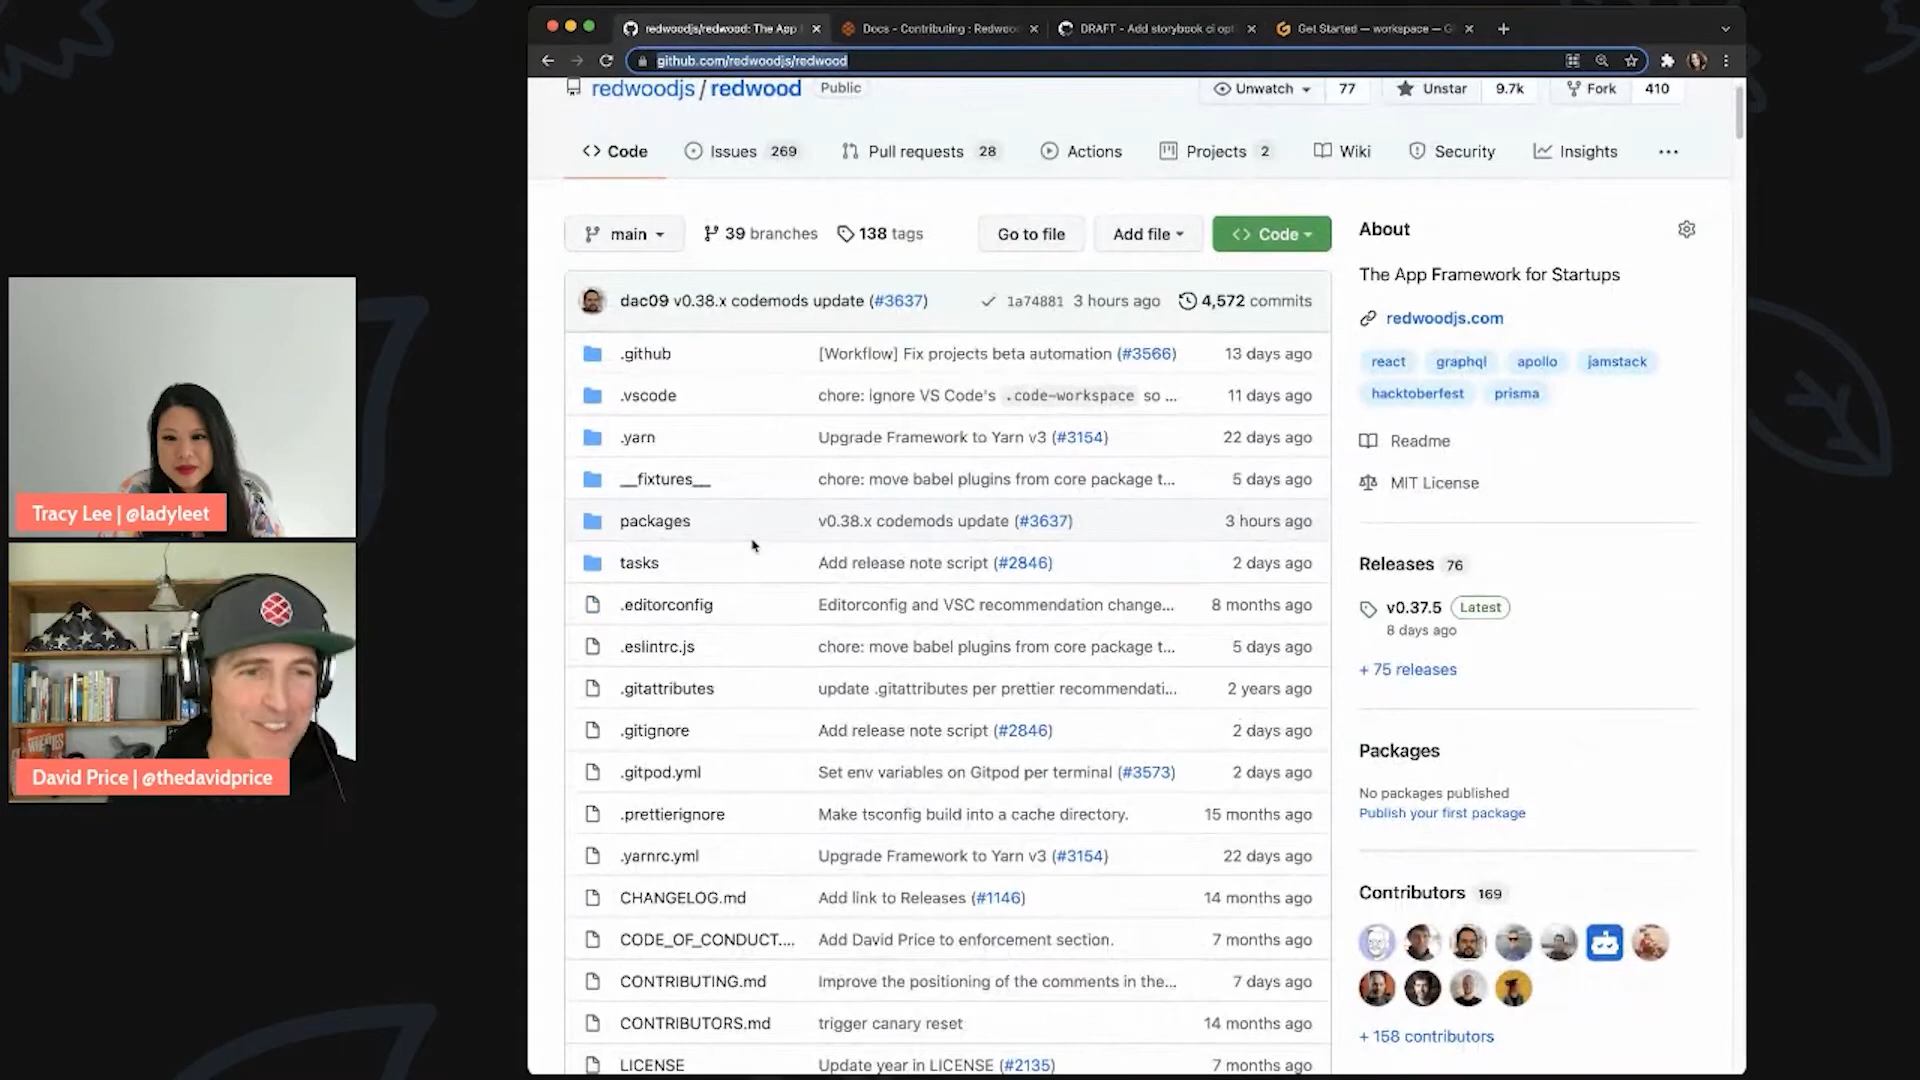 redwoodjs/redwood: The App
Docs - Contributing : Redwood
DRAFT - Add storybook ci opt
Get Started — workspace — G
github.com/redwoodjs/redwood
redwoodjs / redwood Public
Unwatch 77
Unstar 9.7k
Fork 410
<> Code
Issues 269
Pull requests 28
Actions
Projects 2
Wiki
Security
Insights
main
39 branches
138 tags
Go to file
Add file
<> Code
dac09 v0.38.x codemods update (#3637) 1a74881 3 hours ago 4,572 commits
.github [Workflow] Fix projects beta automation (#3566) 13 days ago
.vscode chore: ignore VS Code's .code-workspace so ... 11 days ago
.yarn Upgrade Framework to Yarn v3 (#3154) 22 days ago
__fixtures__ chore: move babel plugins from core package t... 5 days ago
packages v0.38.x codemods update (#3637) 3 hours ago
tasks Add release note script (#2846) 2 days ago
.editorconfig Editorconfig and VSC recommendation change... 8 months ago
.eslintrc.js chore: move babel plugins from core package t... 5 days ago
.gitattributes update .gitattributes per prettier recommendati... 2 years ago
.gitignore Add release note script (#2846) 2 days ago
.gitpod.yml Set env variables on Gitpod per terminal (#3573) 2 days ago
.prettierignore Make tsconfig build into a cache directory. 15 months ago
.yarnrc.yml Upgrade Framework to Yarn v3 (#3154) 22 days ago
CHANGELOG.md Add link to Releases (#1146) 14 months ago
CODE_OF_CONDUCT.... Add David Price to enforcement section. 7 months ago
CONTRIBUTING.md Improve the positioning of the comments in the... 7 days ago
CONTRIBUTORS.md trigger canary reset 14 months ago
LICENSE Update year in LICENSE (#2135) 7 months ago
About
The App Framework for Startups
redwoodjs.com
react graphql apollo jamstack
hacktoberfest prisma
Readme
MIT License
Releases 76
v0.37.5 Latest
8 days ago
+ 75 releases
Packages
No packages published
Publish your first package
Contributors 169
+ 158 contributors
Tracy Lee | @ladyleet
David Price | @thedavidprice